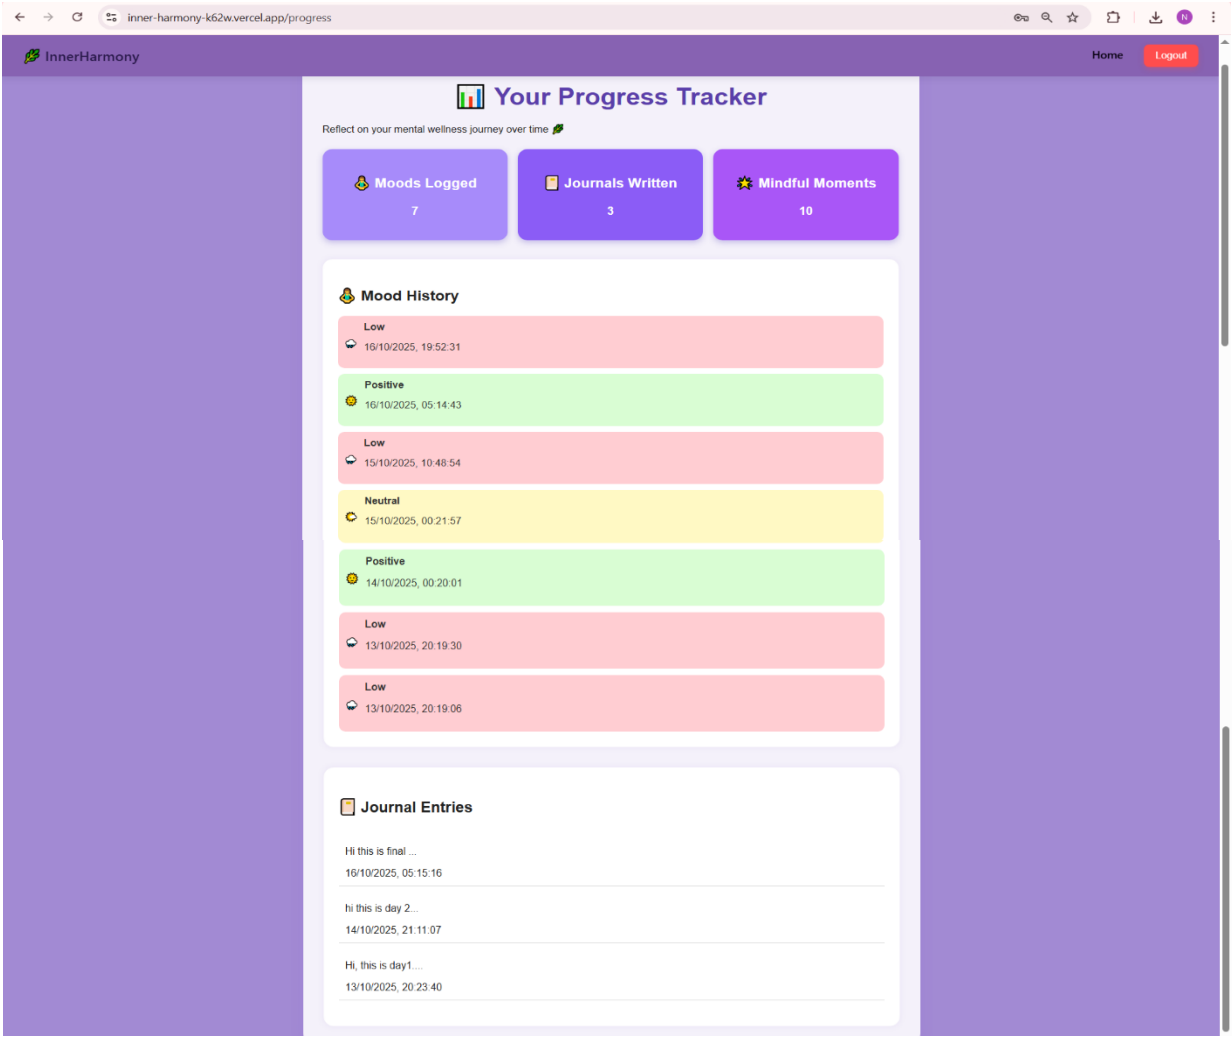 inner-harmony-k62w.vercel.app/progress
N
InnerHarmony
Home
Logout
Your Progress Tracker
Reflect on your mental wellness journey over time
Moods Logged
7
Journals Written
3
Mindful Moments
10
Mood History
Low
16/10/2025, 19:52:31
Positive
16/10/2025, 05:14:43
Low
15/10/2025, 10:48:54
Neutral
15/10/2025, 00:21:57
Positive
14/10/2025, 00:20:01
Low
13/10/2025, 20:19:30
Low
13/10/2025, 20:19:06
Journal Entries
Hi this is final ...
16/10/2025, 05:15:16
hi this is day 2...
14/10/2025, 21:11:07
Hi, this is day1....
13/10/2025, 20:23:40